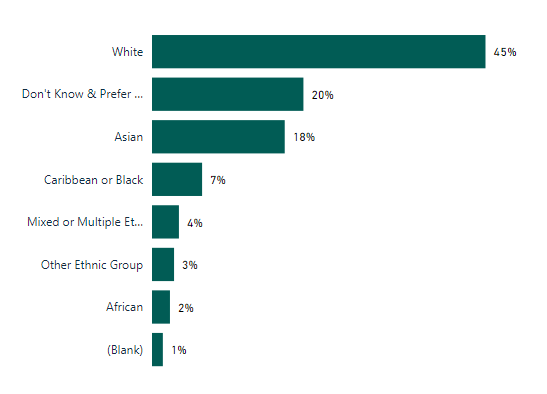 White 45%
Don't Know & Prefer ... 20%
Asian 18%
Caribbean or Black 7%
Mixed or Multiple Et... 4%
Other Ethnic Group 3%
African 2%
(Blank) 1%